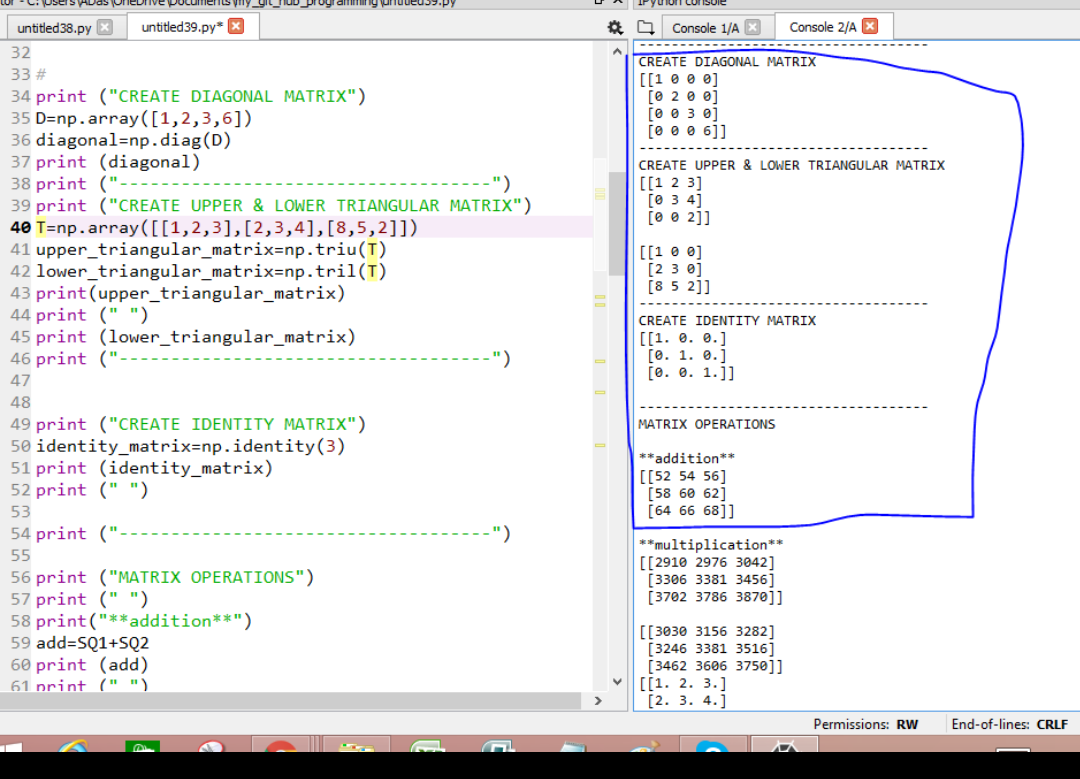 tor - C:\Users\ADas\OneDrive\Documents\my_git_hub_programming\untitled39.py
untitled38.py
untitled39.py*
32
33 #
34 print ("CREATE DIAGONAL MATRIX")
35 D=np.array([1,2,3,6])
36 diagonal=np.diag(D)
37 print (diagonal)
38 print ("-----------------------------------")
39 print ("CREATE UPPER & LOWER TRIANGULAR MATRIX")
40 T=np.array([[1,2,3],[2,3,4],[8,5,2]])
41 upper_triangular_matrix=np.triu(T)
42 lower_triangular_matrix=np.tril(T)
43 print(upper_triangular_matrix)
44 print (" ")
45 print (lower_triangular_matrix)
46 print ("-----------------------------------")
47
48
49 print ("CREATE IDENTITY MATRIX")
50 identity_matrix=np.identity(3)
51 print (identity_matrix)
52 print (" ")
53
54 print ("-----------------------------------")
55
56 print ("MATRIX OPERATIONS")
57 print (" ")
58 print("**addition**")
59 add=SQ1+SQ2
60 print (add)
61 print (" ")
IPython console
Console 1/A
Console 2/A
-----------------------------------
CREATE DIAGONAL MATRIX
[[1 0 0 0]
[0 2 0 0]
[0 0 3 0]
[0 0 0 6]]
-----------------------------------
CREATE UPPER & LOWER TRIANGULAR MATRIX
[[1 2 3]
[0 3 4]
[0 0 2]]
[[1 0 0]
[2 3 0]
[8 5 2]]
-----------------------------------
CREATE IDENTITY MATRIX
[[1. 0. 0.]
[0. 1. 0.]
[0. 0. 1.]]
-----------------------------------
MATRIX OPERATIONS
**addition**
[[52 54 56]
[58 60 62]
[64 66 68]]
**multiplication**
[[2910 2976 3042]
[3306 3381 3456]
[3702 3786 3870]]
[[3030 3156 3282]
[3246 3381 3516]
[3462 3606 3750]]
[[1. 2. 3.]
[2. 3. 4.]
Permissions: RW
End-of-lines: CRLF